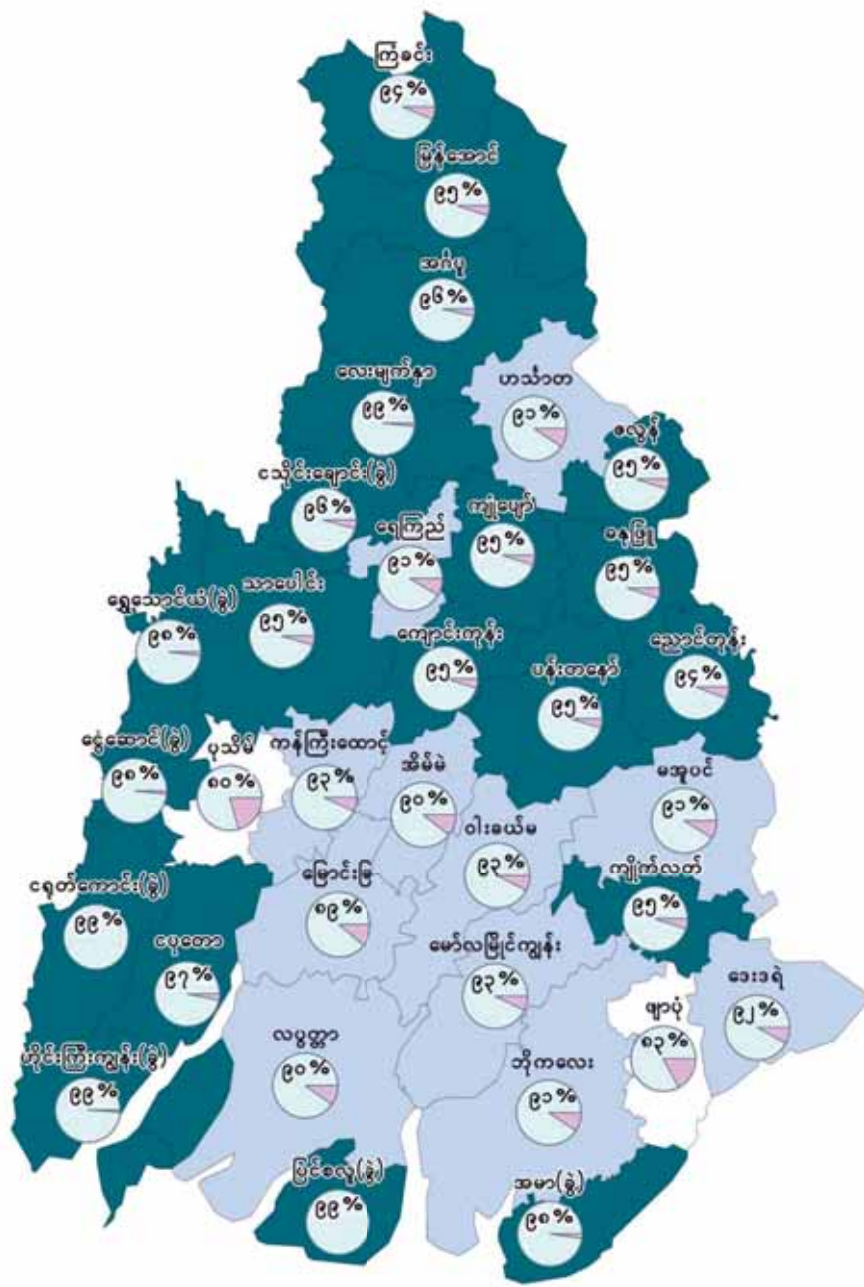 ကြံခင်း
၉၄%
မြန်အောင်
၉၅%
အင်္ဂပူ
၉၆%
လေးမျက်နှာ
၉၉%
ဟင်္သာတ
၉၁%
ဇလွန်
၉၅%
ငသိုင်းချောင်း(ခွဲ)
၉၆%
ရေကြည်
၉၁%
ကျုံပျော်
၉၅%
ဓနုဖြူ
၉၅%
ရွှေသောင်ယံ(ခွဲ)
၉၈%
သာပေါင်း
၉၅%
ကျောင်းကုန်း
၉၅%
ပန်းတနော်
၉၅%
ညောင်တုန်း
၉၄%
ငွေဆောင်(ခွဲ)
၉၈%
ပုသိမ်
၈၀%
ကန်ကြီးထောင့်
၉၃%
အိမ်မဲ
၉၀%
ဝါးခယ်မ
၉၃%
မအူပင်
၉၁%
ငရုတ်ကောင်း(ခွဲ)
၉၉%
ငပုတော
၉၇%
မြောင်းမြ
၈၉%
မော်လမြိုင်ကျွန်း
၉၃%
ကျိုက်လတ်
၉၅%
ဖျာပုံ
၈၃%
ဒေးဒရဲ
၉၂%
ဟိုင်းကြီးကျွန်း(ခွဲ)
၉၉%
လပွတ္တာ
၉၀%
ဘိုကလေး
၉၁%
ပြင်စလူ(ခွဲ)
၉၉%
အမာ(ခွဲ)
၉၈%